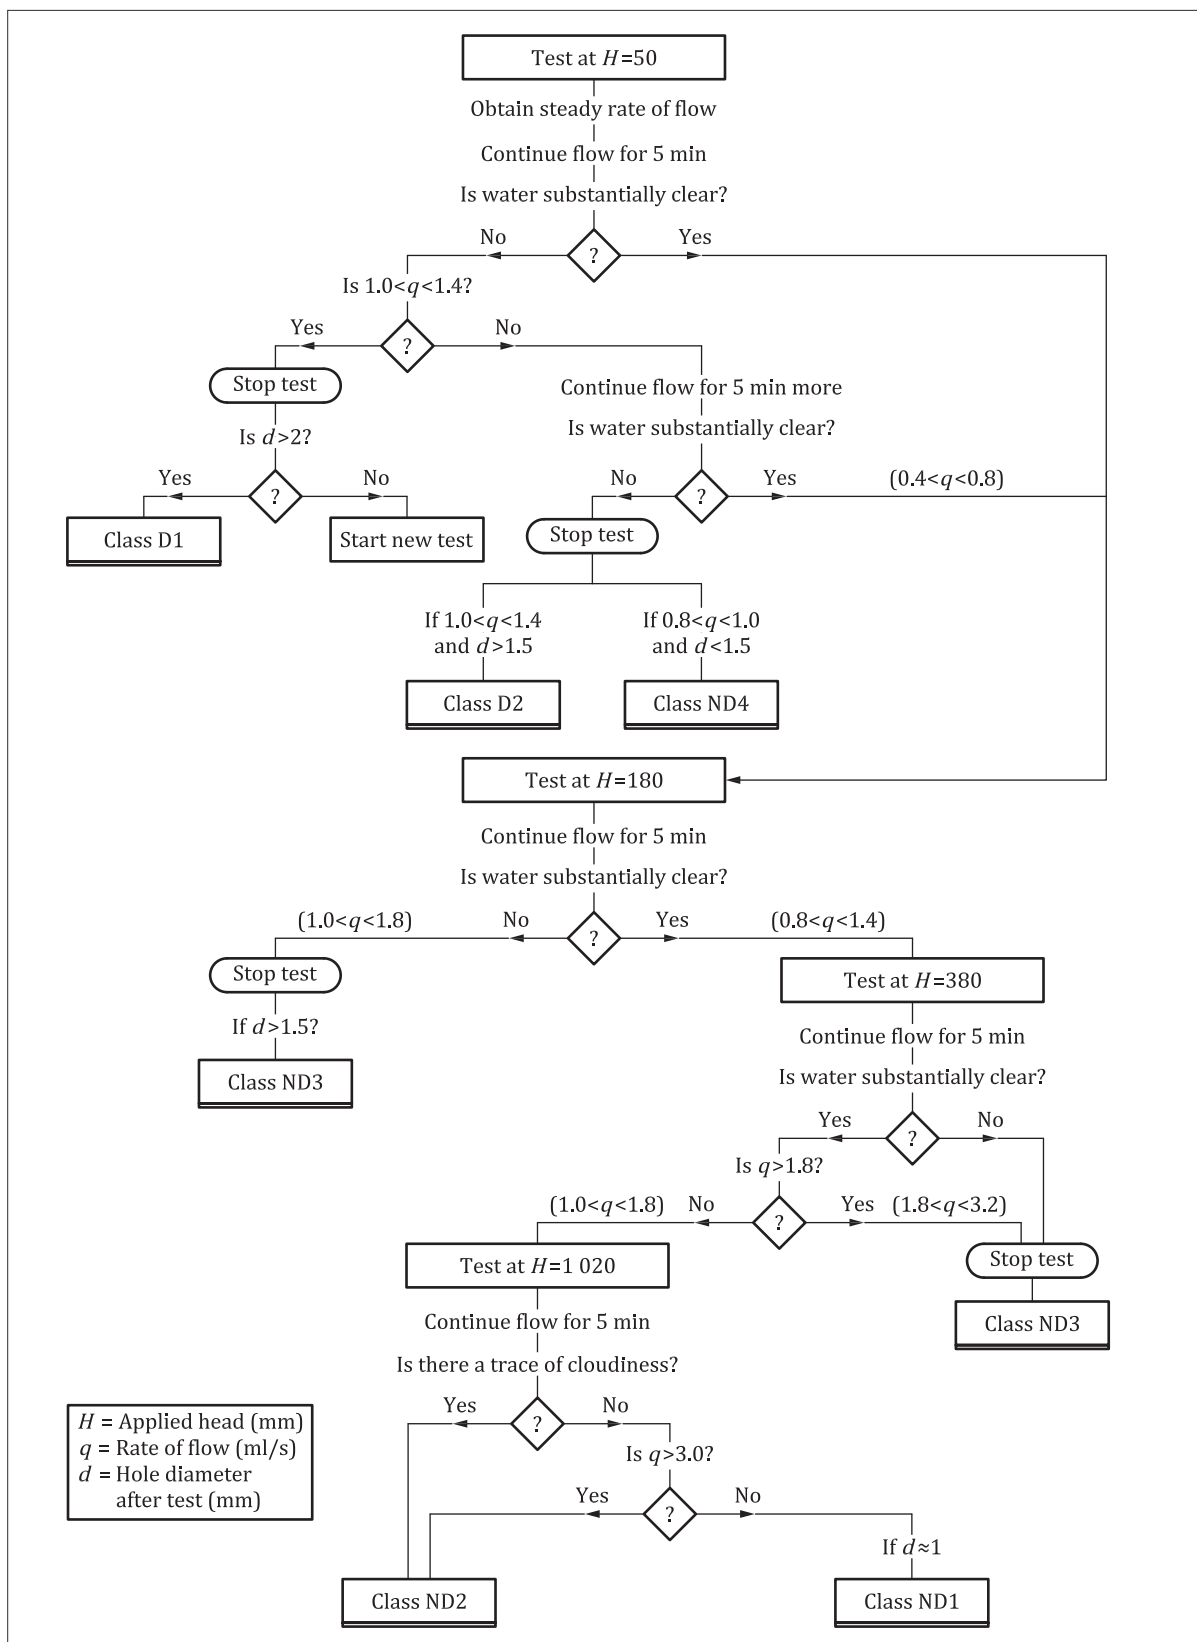 Test at H=50
Obtain steady rate of flow
Continue flow for 5 min
Is water substantially clear?
No
?
Yes
Is 1.0<q<1.4?
Yes
?
No
Stop test
Continue flow for 5 min more
Is d>2?
Is water substantially clear?
Yes
?
No
No
?
Yes
(0.4<q<0.8)
Class D1
Start new test
Stop test
If 1.0<q<1.4
and d>1.5
If 0.8<q<1.0
and d<1.5
Class D2
Class ND4
Test at H=180
Continue flow for 5 min
Is water substantially clear?
(1.0<q<1.8)
No
?
Yes
(0.8<q<1.4)
Stop test
Test at H=380
If d>1.5?
Continue flow for 5 min
Class ND3
Is water substantially clear?
Yes
?
No
Is q>1.8?
(1.0<q<1.8)
No
?
Yes
(1.8<q<3.2)
Test at H=1 020
Stop test
Continue flow for 5 min
Class ND3
Is there a trace of cloudiness?
Yes
?
No
Is q>3.0?
Yes
?
No
If d≈1
Class ND2
Class ND1
H = Applied head (mm)
q = Rate of flow (ml/s)
d = Hole diameter
after test (mm)